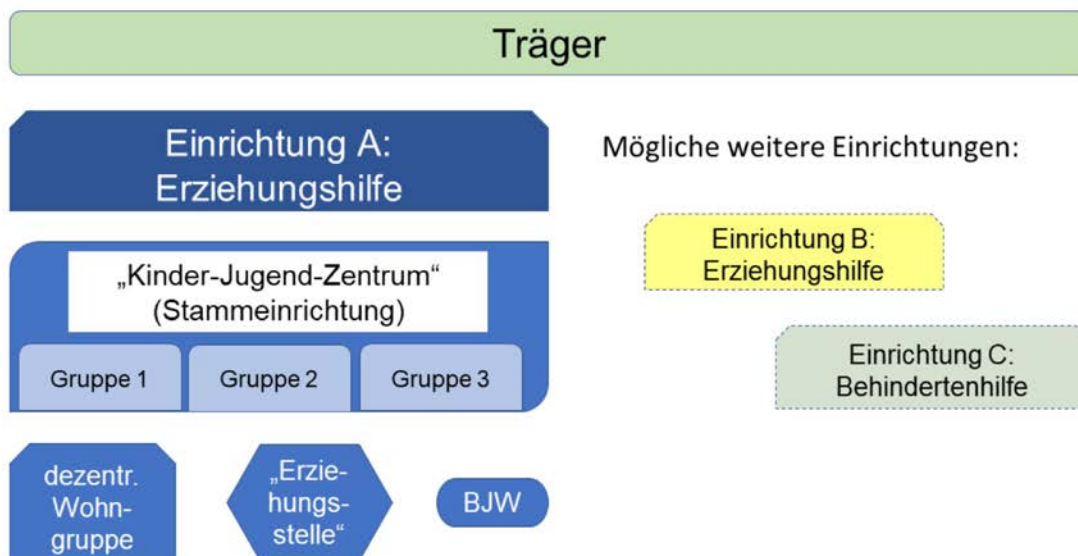 Träger
Einrichtung A:
Erziehungshilfe
„Kinder-Jugend-Zentrum“
(Stammeinrichtung)
Gruppe 1
Gruppe 2
Gruppe 3
dezentr.
Wohn-
gruppe
„Erzie-
hungs-
stelle“
BJW
Mögliche weitere Einrichtungen:
Einrichtung B:
Erziehungshilfe
Einrichtung C:
Behindertenhilfe